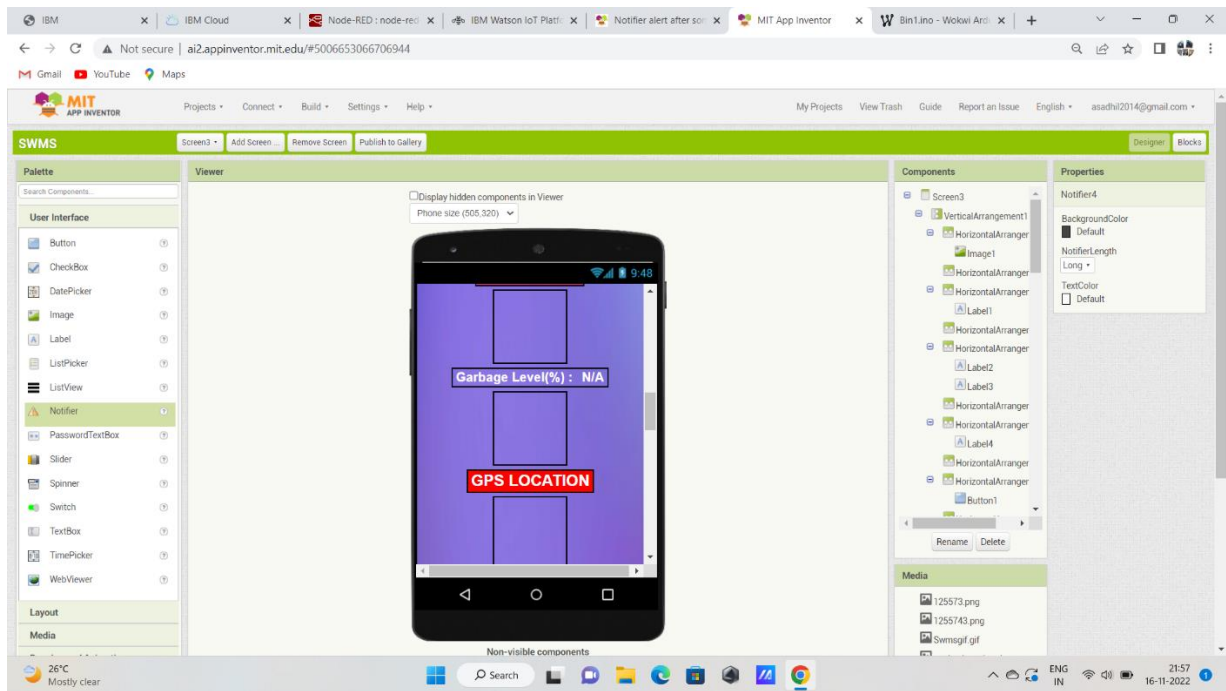 IBM
IBM Cloud
Node-RED : node-red
IBM Watson IoT Platfo
Notifier alert after som
MIT App Inventor
Bin1.ino - Wokwi Ardu
Not secure
ai2.appinventor.mit.edu/#5006653066706944
Gmail
YouTube
Maps
MIT
APP INVENTOR
Projects
Connect
Build
Settings
Help
My Projects
View Trash
Guide
Report an Issue
English
asadhil2014@gmail.com
SWMS
Screen3
Add Screen ...
Remove Screen
Publish to Gallery
Designer
Blocks
Palette
Search Components...
User Interface
Button
CheckBox
DatePicker
Image
Label
ListPicker
ListView
Notifier
PasswordTextBox
Slider
Spinner
Switch
TextBox
TimePicker
WebViewer
Layout
Media
Viewer
Display hidden components in Viewer
Phone size (505,320)
9:48
Garbage Level(%) : N/A
GPS LOCATION
Non-visible components
Components
Screen3
VerticalArrangement1
HorizontalArranger
Image1
HorizontalArranger
HorizontalArranger
Label1
HorizontalArranger
HorizontalArranger
Label2
Label3
HorizontalArranger
HorizontalArranger
Label4
HorizontalArranger
HorizontalArranger
Button1
Rename
Delete
Media
125573.png
1255743.png
Swmsgif.gif
Properties
Notifier4
BackgroundColor
Default
NotifierLength
Long
TextColor
Default
26°C
Mostly clear
Search
ENG
IN
21:57
16-11-2022
1